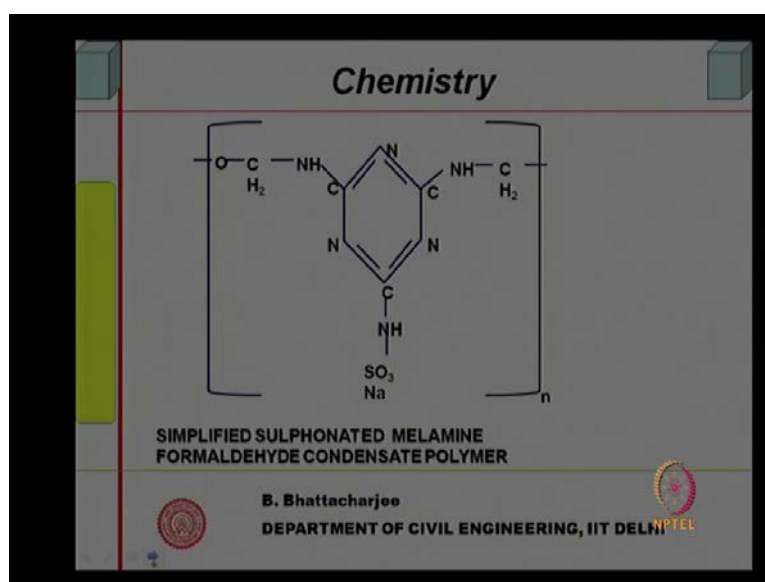 Chemistry
N
O C NH NH C
H₂ C C H₂
N N
C
NH
SO₃
Na
n
SIMPLIFIED SULPHONATED MELAMINE
FORMALDEHYDE CONDENSATE POLYMER
B. Bhattacharjee
DEPARTMENT OF CIVIL ENGINEERING, IIT DELHI
NPTEL